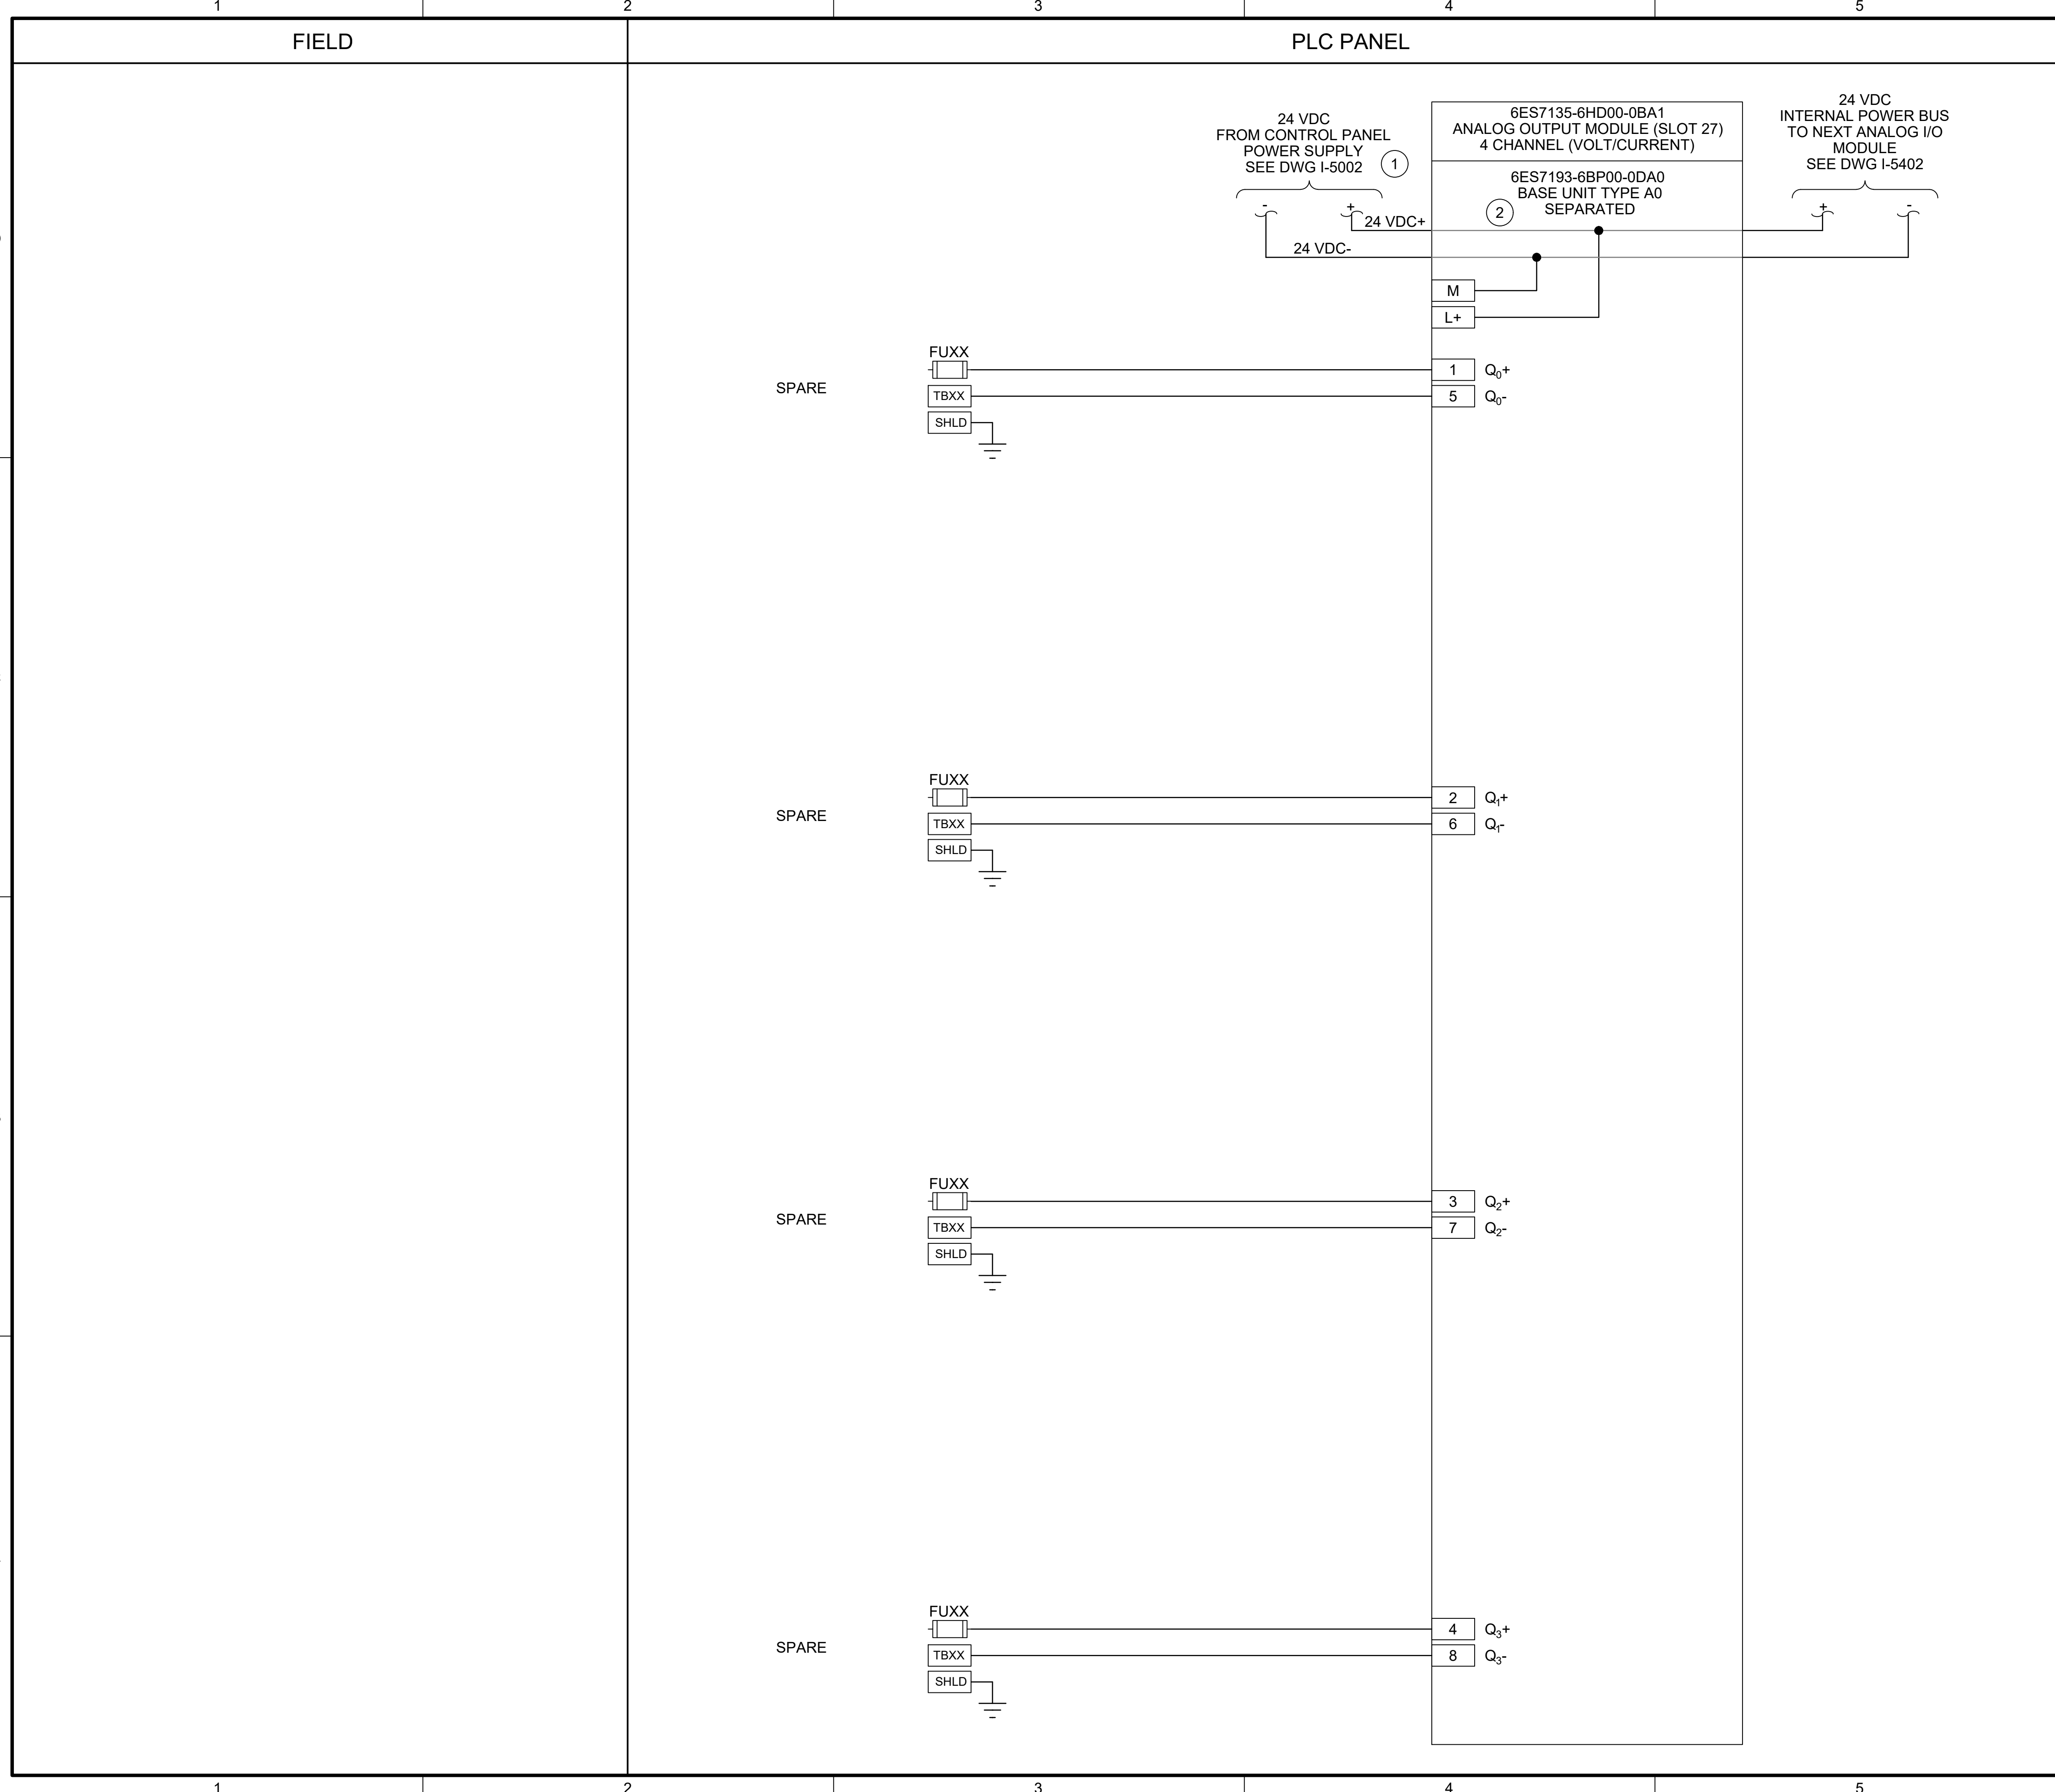 1 2 3 4 5
FIELD
PLC PANEL
24 VDC
FROM CONTROL PANEL
POWER SUPPLY
SEE DWG I-5002
1
- +
24 VDC+
24 VDC-
6ES7135-6HD00-0BA1
ANALOG OUTPUT MODULE (SLOT 27)
4 CHANNEL (VOLT/CURRENT)
6ES7193-6BP00-0DA0
BASE UNIT TYPE A0
SEPARATED
2
24 VDC
INTERNAL POWER BUS
TO NEXT ANALOG I/O
MODULE
SEE DWG I-5402
+ -
M
L+
SPARE
FUXX
TBXX
SHLD
1 Q0+
5 Q0-
SPARE
FUXX
TBXX
SHLD
2 Q1+
6 Q1-
SPARE
FUXX
TBXX
SHLD
3 Q2+
7 Q2-
SPARE
FUXX
TBXX
SHLD
4 Q3+
8 Q3-
1 2 3 4 5